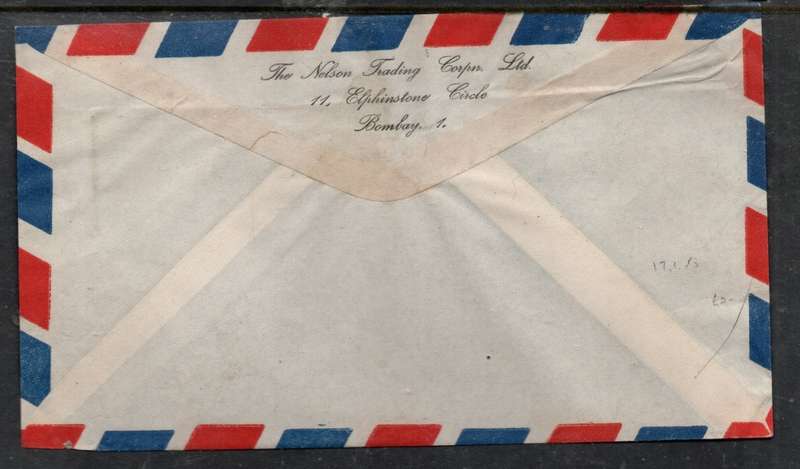 The Nelson Trading Corpn. Ltd.
11, Elphinstone Circle
Bombay. 1.